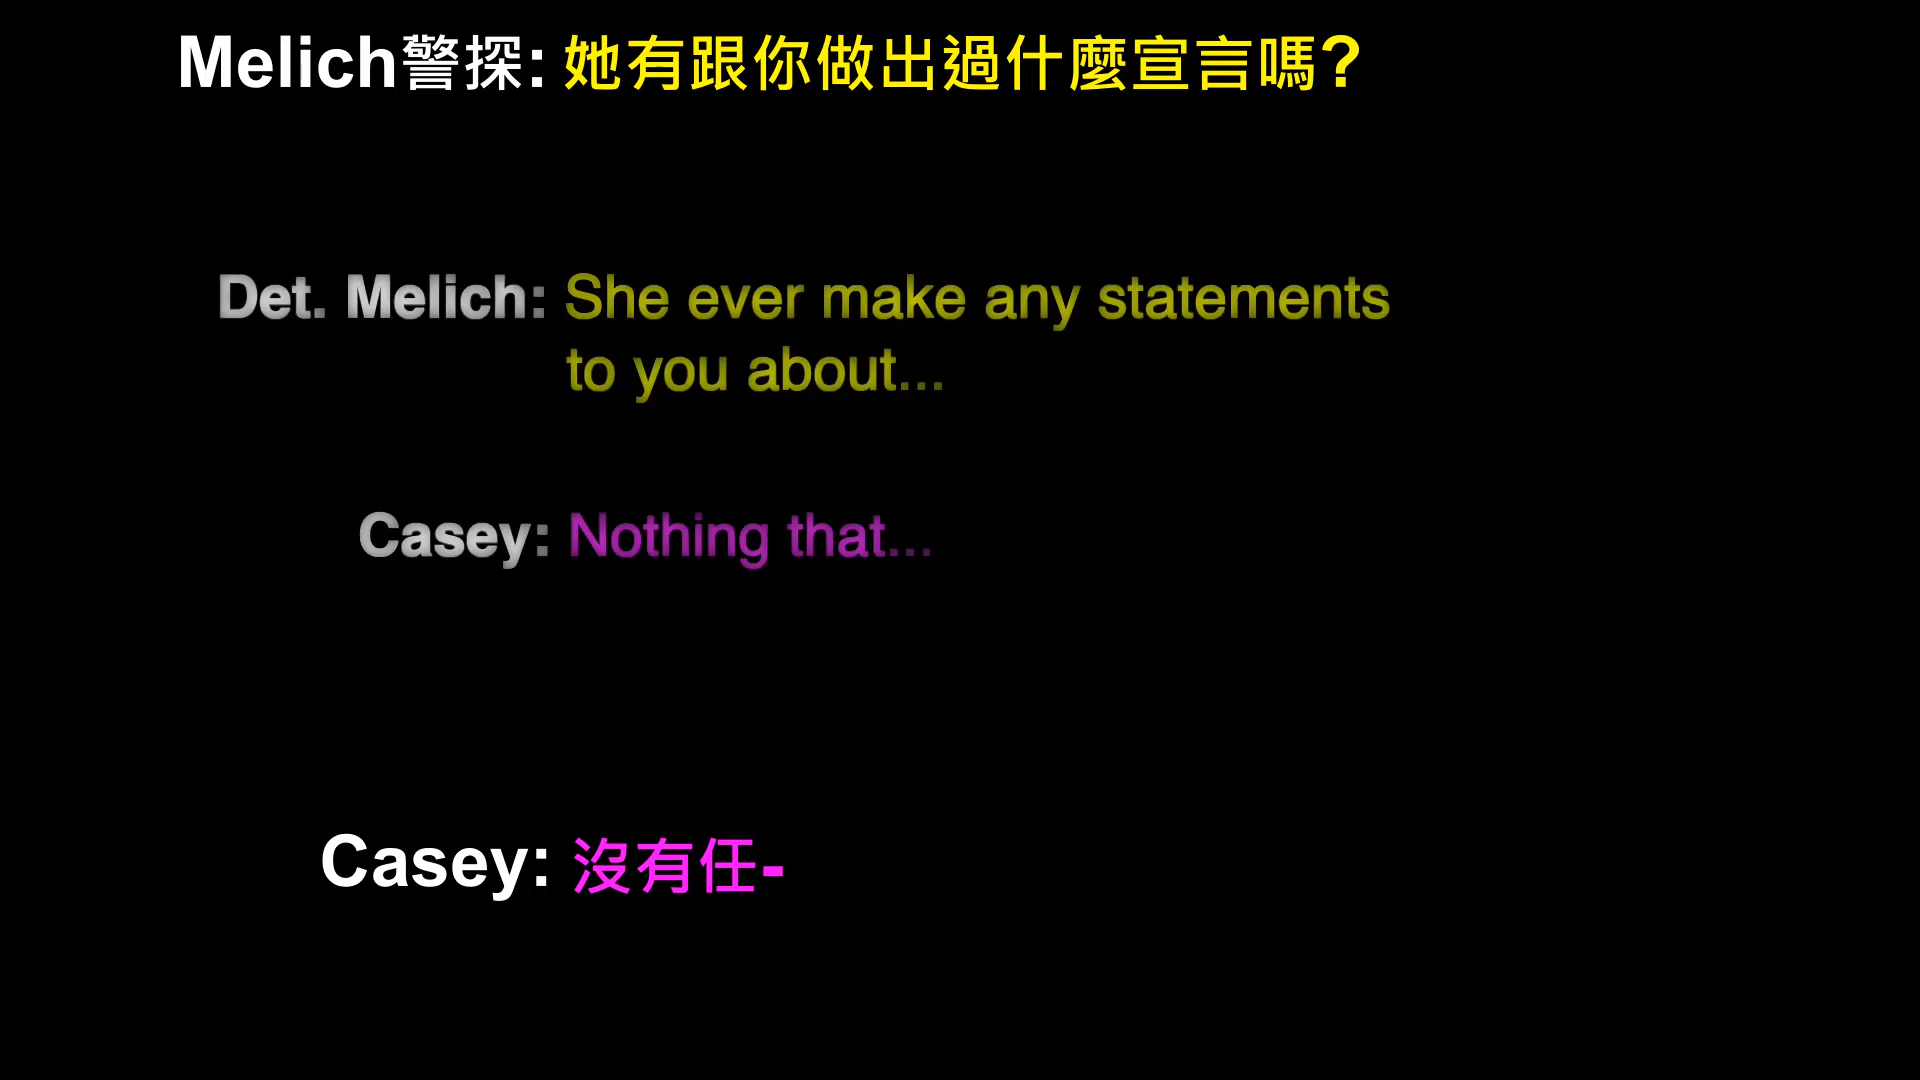 Melich警探: 她有跟你做出過什麼宣言嗎?
Det. Melich: She ever make any statements
to you about...
Casey: Nothing that...
Casey: 沒有任-